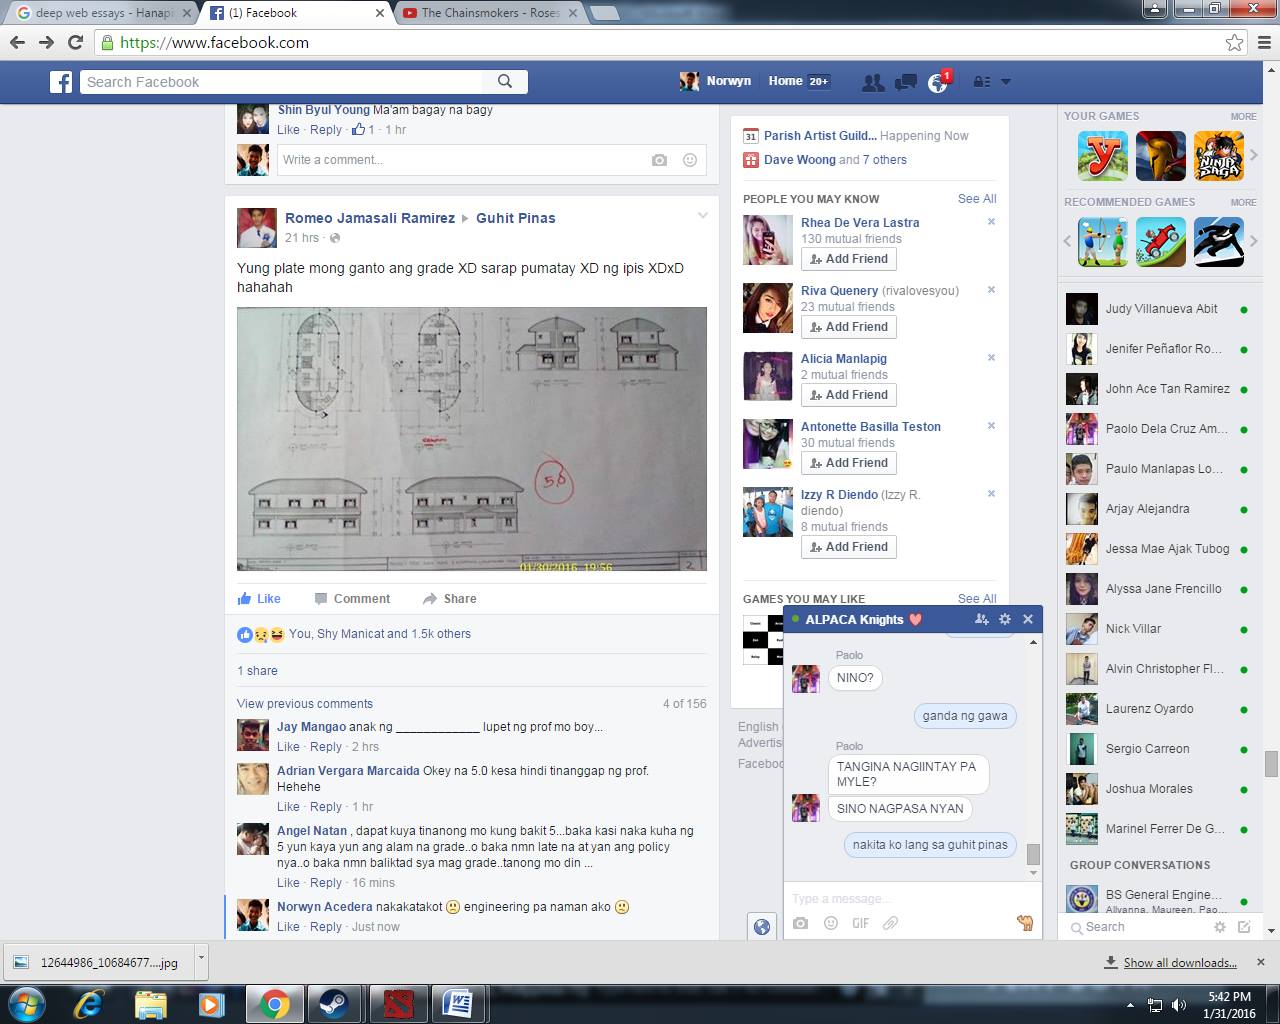 deep web essays - Hanapi
(1) Facebook
The Chainsmokers - Roses
https://www.facebook.com
Search Facebook
Norwyn
Home 20+
1
Shin Byul Young Ma'am bagay na bagy
Like · Reply · 1 · 1 hr
Write a comment...
Romeo Jamasali Ramirez Guhit Pinas
21 hrs ·
Yung plate mong ganto ang grade XD sarap pumatay XD ng ipis XDxD
hahahah
5.0
2
01/30/2016 19:56
Like
Comment
Share
You, Shy Manicat and 1.5k others
1 share
View previous comments
4 of 156
Jay Mangao anak ng ____________ lupet ng prof mo boy...
Like · Reply · 2 hrs
Adrian Vergara Marcaida Okey na 5.0 kesa hindi tinanggap ng prof.
Hehehe
Like · Reply · 1 hr
Angel Natan , dapat kuya tinanong mo kung bakit 5...baka kasi naka kuha ng
5 yun kaya yun ang alam na grade..o baka nmn late na at yan ang policy
nya..o baka nmn baliktad sya mag grade..tanong mo din ...
Like · Reply · 16 mins
Norwyn Acedera nakakatakot engineering pa naman ako
Like · Reply · Just now
31
Parish Artist Guild... Happening Now
Dave Woong and 7 others
PEOPLE YOU MAY KNOW
See All
Rhea De Vera Lastra
130 mutual friends
Add Friend
Riva Quenery (rivalovesyou)
23 mutual friends
Add Friend
Alicia Manlapig
2 mutual friends
Add Friend
Antonette Basilla Teston
30 mutual friends
Add Friend
Izzy R Diendo (Izzy R.
diendo)
8 mutual friends
Add Friend
GAMES YOU MAY LIKE
See All
English
Advertis
Faceboo
ALPACA Knights
Paolo
NINO?
ganda ng gawa
Paolo
TANGINA NAGIINTAY PA
MYLE?
SINO NAGPASA NYAN
nakita ko lang sa guhit pinas
Type a message...
GIF
YOUR GAMES
MORE
NINJA
SAGA
RECOMMENDED GAMES
MORE
Judy Villanueva Abit
Jenifer Peñaflor Ro...
John Ace Tan Ramirez
Paolo Dela Cruz Am...
Paulo Manlapas Lo...
Arjay Alejandra
Jessa Mae Ajak Tubog
Alyssa Jane Frencillo
Nick Villar
Alvin Christopher Fl...
Laurenz Oyardo
Sergio Carreon
Joshua Morales
Marinel Ferrer De G...
GROUP CONVERSATIONS
BS General Engine...
Allyanna, Maureen, Pao...
Search
12644986_10684677....jpg
Show all downloads...
5:42 PM
1/31/2016